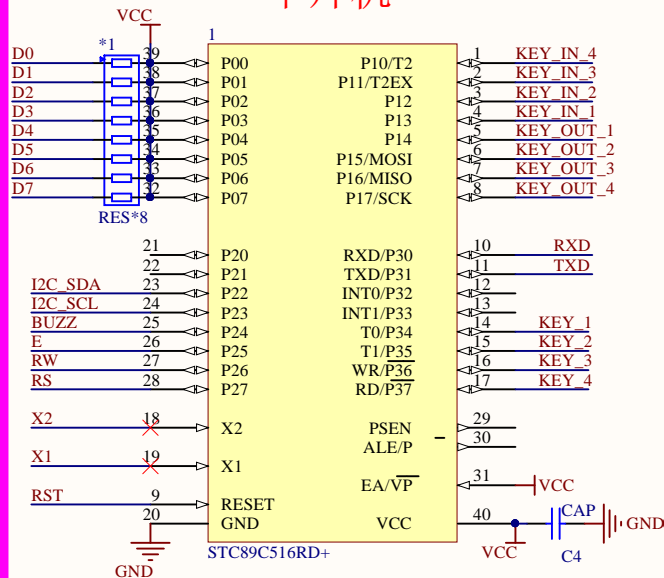 VCC
*1
1
D0 39 P00 P10/T2 1 KEY_IN_4
D1 38 P01 P11/T2EX 2 KEY_IN_3
D2 37 P02 P12 3 KEY_IN_2
D3 36 P03 P13 4 KEY_IN_1
D4 35 P04 P14 5 KEY_OUT_1
D5 34 P05 P15/MOSI 6 KEY_OUT_2
D6 33 P06 P16/MISO 7 KEY_OUT_3
D7 32 P07 P17/SCK 8 KEY_OUT_4
RES*8
21 P20 RXD/P30 10 RXD
22 P21 TXD/P31 11 TXD
I2C_SDA 23 P22 INT0/P32 12
I2C_SCL 24 P23 INT1/P33 13
BUZZ 25 P24 T0/P34 14 KEY_1
E 26 P25 T1/P35 15 KEY_2
RW 27 P26 WR/P36 16 KEY_3
RS 28 P27 RD/P37 17 KEY_4
X2 18 X2 PSEN 29
ALE/P 30
X1 19 X1
EA/VP 31 VCC
RST 9 RESET
20 GND VCC 40 CAP GND
GND
STC89C516RD+
VCC
C4